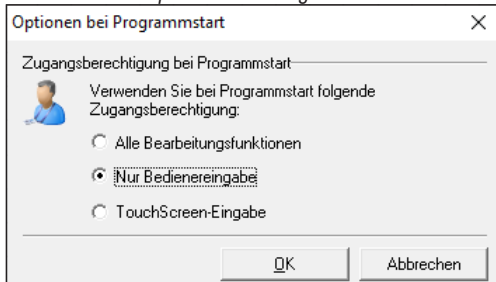 Optionen bei Programmstart
Zugangsberechtigung bei Programmstart
Verwenden Sie bei Programmstart folgende
Zugangsberechtigung:
Alle Bearbeitungsfunktionen
Nur Bedienereingabe
TouchScreen-Eingabe
OK
Abbrechen